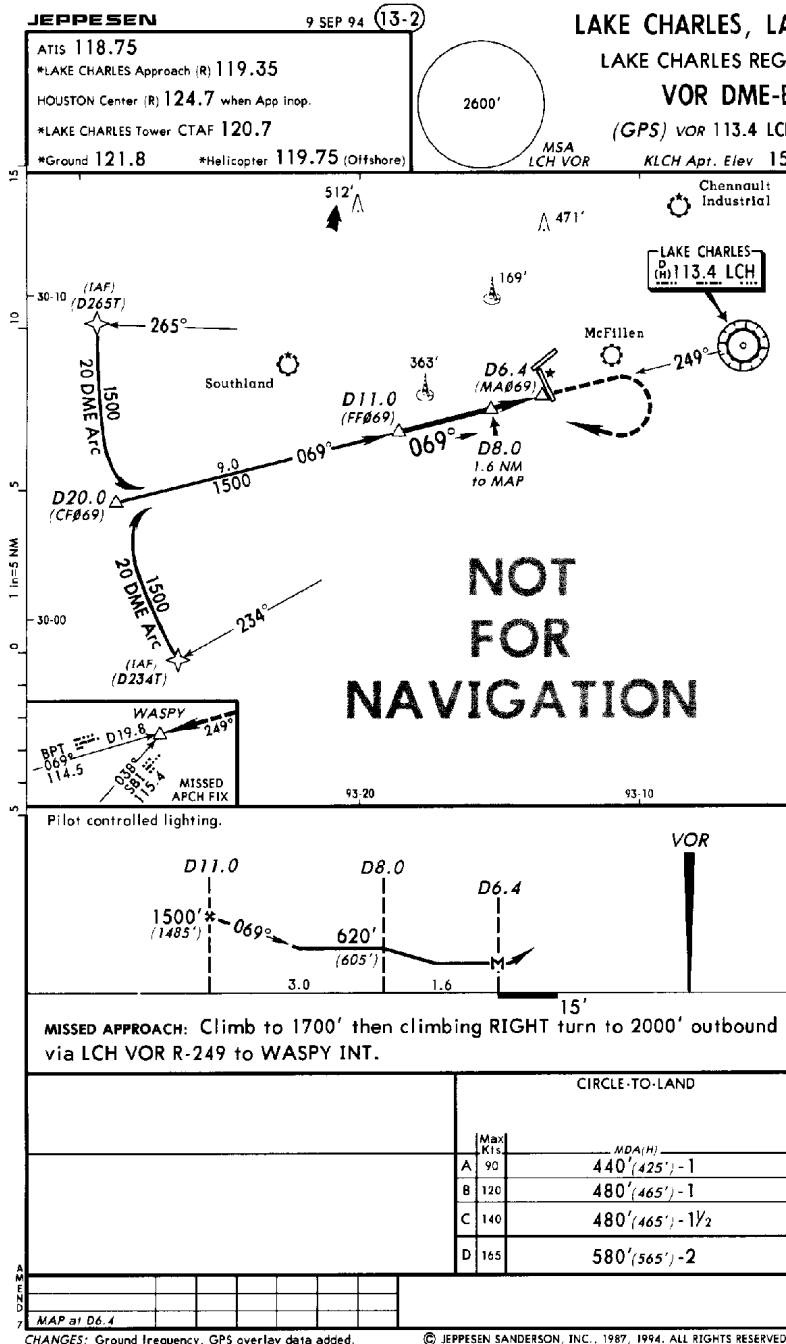 JEPPESEN 9 SEP 94 13-2
LAKE CHARLES, LA
LAKE CHARLES REG
VOR DME-B
(GPS) VOR 113.4 LCH
KLCH Apt. Elev 15
ATIS 118.75
*LAKE CHARLES Approach (R) 119.35
HOUSTON Center (R) 124.7 when App inop.
*LAKE CHARLES Tower CTAF 120.7
*Ground 121.8 *Helicopter 119.75 (Offshore)
2600'
MSA
LCH VOR
15
512'
471'
Chennault
Industrial
LAKE CHARLES
D
(H) 113.4 LCH
(IAF)
(D265T)
30-10
10
265°
169'
McFillen
249°
Southland
363'
D6.4
(MAØ69)
D11.0
(FFØ69)
1500
20 DME Arc
069°
069°
D8.0
1.6 NM
to MAP
9.0
1500
5
D20.0
(CFØ69)
1 in=5 NM
1500
20 DME Arc
30-00
0
234°
(IAF)
(D234T)
NOT
FOR
NAVIGATION
WASPY
BPT D19.8
069°
114.5
249°
038°
SBI
115.4
MISSED
APCH FIX
5
93-20 93-10
Pilot controlled lighting.
VOR
D11.0 D8.0 D6.4
1500'
(1485')
069°
620'
(605')
M
3.0 1.6
15'
MISSED APPROACH: Climb to 1700' then climbing RIGHT turn to 2000' outbound
via LCH VOR R-249 to WASPY INT.
CIRCLE-TO-LAND
Max
Kts. MDA(H)
A 90 440'(425')-1
B 120 480'(465')-1
C 140 480'(465')-1½
D 165 580'(565')-2
AMEND 7
MAP at D6.4
CHANGES: Ground frequency, GPS overlay data added.
© JEPPESEN SANDERSON, INC., 1987, 1994. ALL RIGHTS RESERVED